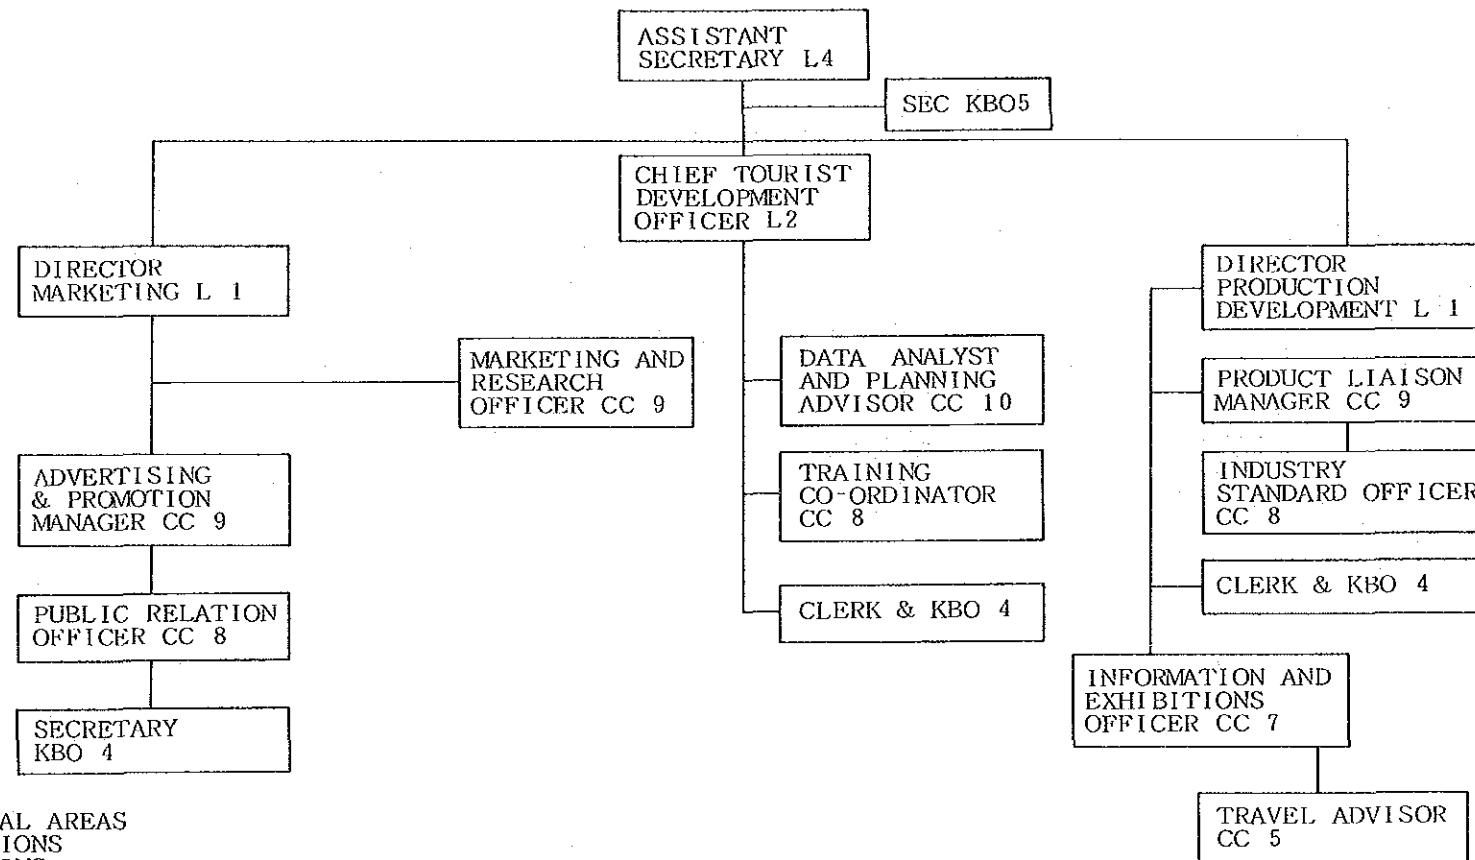 ASSISTANT
SECRETARY L4
SEC KBO5
CHIEF TOURIST
DEVELOPMENT
OFFICER L2
DIRECTOR
MARKETING L 1
DIRECTOR
PRODUCTION
DEVELOPMENT L 1
MARKETING AND
RESEARCH
OFFICER CC 9
DATA ANALYST
AND PLANNING
ADVISOR CC 10
PRODUCT LIAISON
MANAGER CC 9
ADVERTISING
& PROMOTION
MANAGER CC 9
TRAINING
CO-ORDINATOR
CC 8
INDUSTRY
STANDARD OFFICER
CC 8
PUBLIC RELATION
OFFICER CC 8
CLERK & KBO 4
CLERK & KBO 4
SECRETARY
KBO 4
INFORMATION AND
EXHIBITIONS
OFFICER CC 7
TRAVEL ADVISOR
CC 5
AL AREAS
IONS